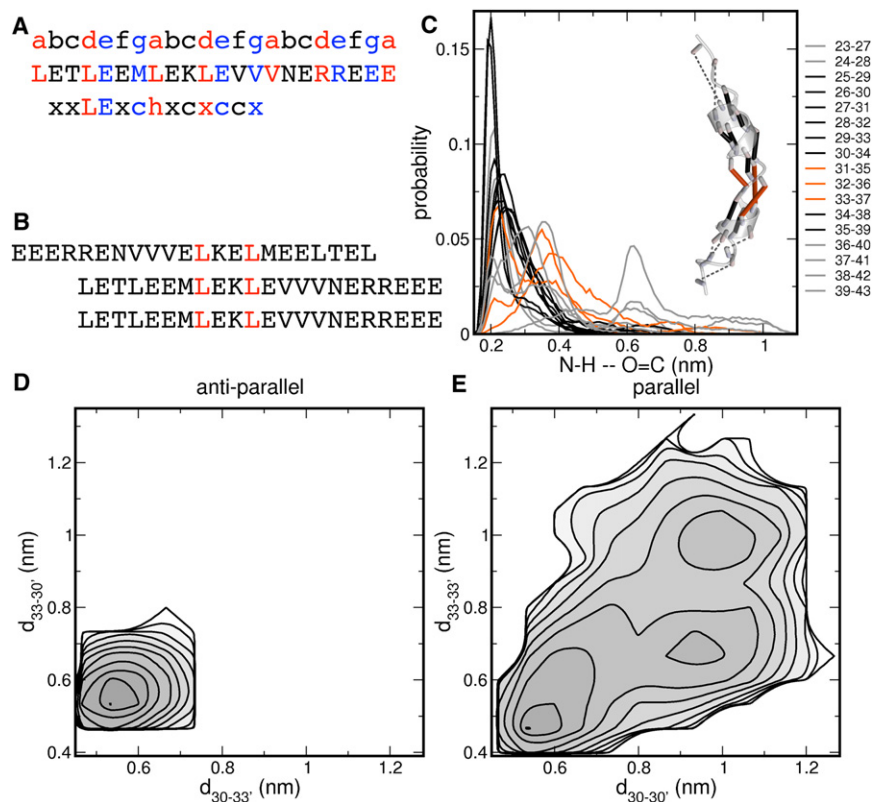 A
abcdefgabcdefgabcdefga
LETLEEMLEKLEVVVNERREEE
xxLExchxcxccx
B
EEERRENVVVELKELMEELTEL
LETLEEMLEKLEVVVNERREEE
LETLEEMLEKLEVVVNERREEE
C
probability
0.15
0.1
0.05
0
0.2
0.4
0.6
0.8
1
N-H -- O=C (nm)
23-27
24-28
25-29
26-30
27-31
28-32
29-33
30-34
31-35
32-36
33-37
34-38
35-39
36-40
37-41
38-42
39-43
D
anti-parallel
d33-30' (nm)
1.2
1
0.8
0.6
0.4
0.6
0.8
1
1.2
d30-33' (nm)
E
parallel
d33-33' (nm)
1.2
1
0.8
0.6
0.4
0.6
0.8
1
1.2
d30-30' (nm)